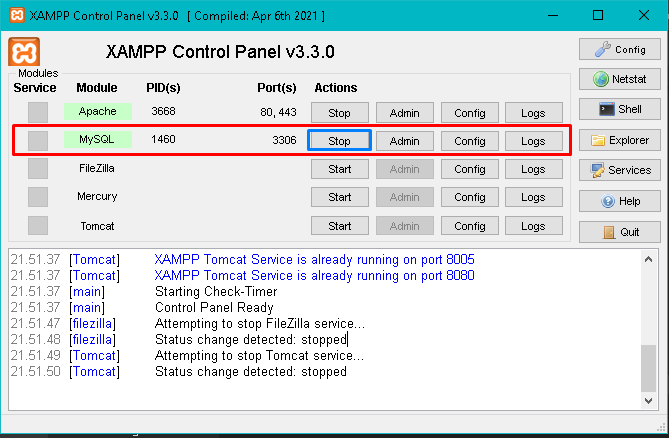 XAMPP Control Panel v3.3.0 [ Compiled: Apr 6th 2021 ]
XAMPP Control Panel v3.3.0
Config
Modules
Service Module PID(s) Port(s) Actions
Netstat
Apache 3668 80, 443 Stop Admin Config Logs
Shell
MySQL 1460 3306 Stop Admin Config Logs
Explorer
FileZilla Start Admin Config Logs
Services
Mercury Start Admin Config Logs
Help
Tomcat Start Admin Config Logs
Quit
21.51.37 [Tomcat] XAMPP Tomcat Service is already running on port 8005
21.51.37 [Tomcat] XAMPP Tomcat Service is already running on port 8080
21.51.37 [main] Starting Check-Timer
21.51.37 [main] Control Panel Ready
21.51.47 [filezilla] Attempting to stop FileZilla service...
21.51.48 [filezilla] Status change detected: stopped
21.51.49 [Tomcat] Attempting to stop Tomcat service...
21.51.50 [Tomcat] Status change detected: stopped